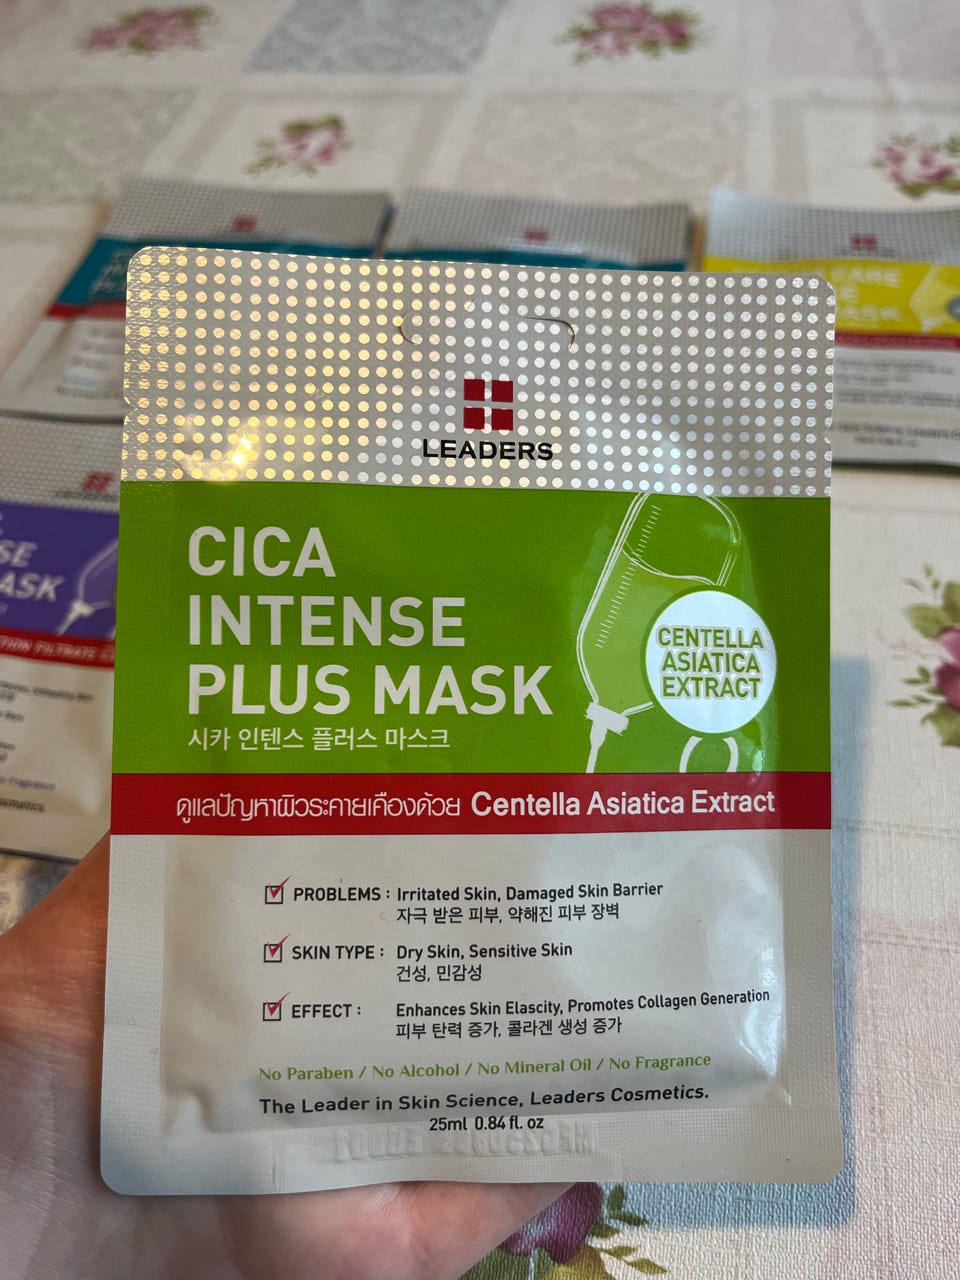 LEADERS
CICA
INTENSE
PLUS MASK
시카 인텐스 플러스 마스크
CENTELLA
ASIATICA
EXTRACT
ดูแลปัญหาผิวระคายเคืองด้วย Centella Asiatica Extract
PROBLEMS : Irritated Skin, Damaged Skin Barrier
자극 받은 피부, 약해진 피부 장벽
SKIN TYPE : Dry Skin, Sensitive Skin
건성, 민감성
EFFECT : Enhances Skin Elascity, Promotes Collagen Generation
피부 탄력 증가, 콜라겐 생성 증가
No Paraben / No Alcohol / No Mineral Oil / No Fragrance
The Leader in Skin Science, Leaders Cosmetics.
25ml 0.84 fl. oz
CARE
MASK
SE
ASK